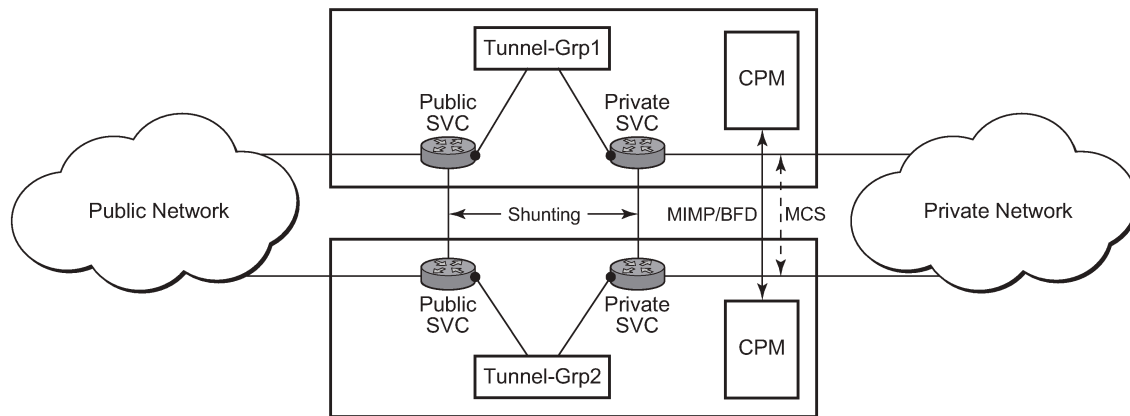 Tunnel-Grp1
CPM
Public
SVC
Private
SVC
Public Network
Shunting
MIMP/BFD
MCS
Private Network
Public
SVC
Private
SVC
CPM
Tunnel-Grp2